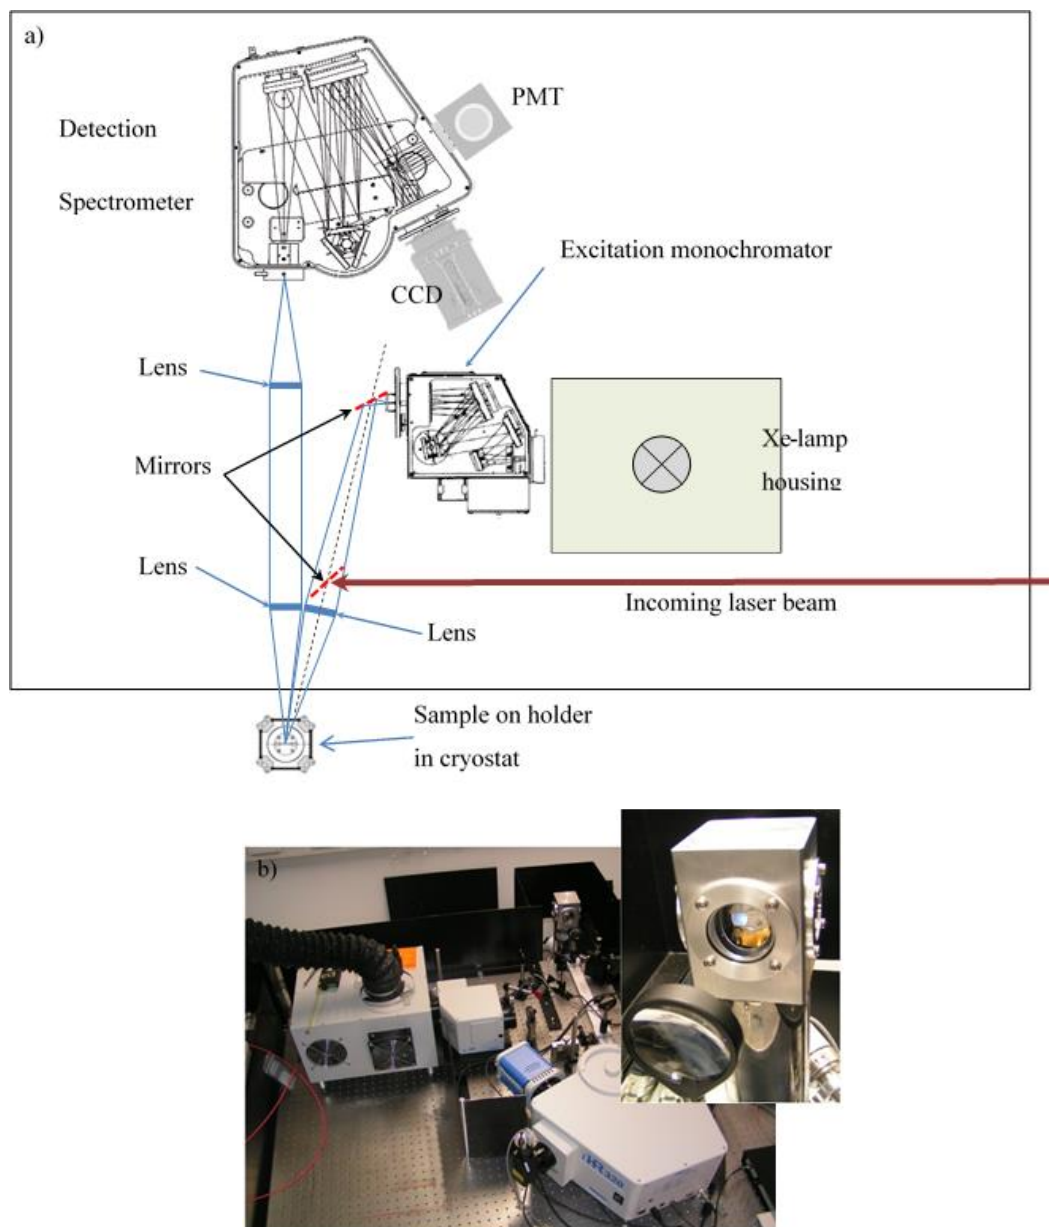 a)
PMT
Detection
Spectrometer
Excitation monochromator
CCD
Lens
Xe-lamp
housing
Mirrors
Lens
Incoming laser beam
Lens
Sample on holder
in cryostat
b)